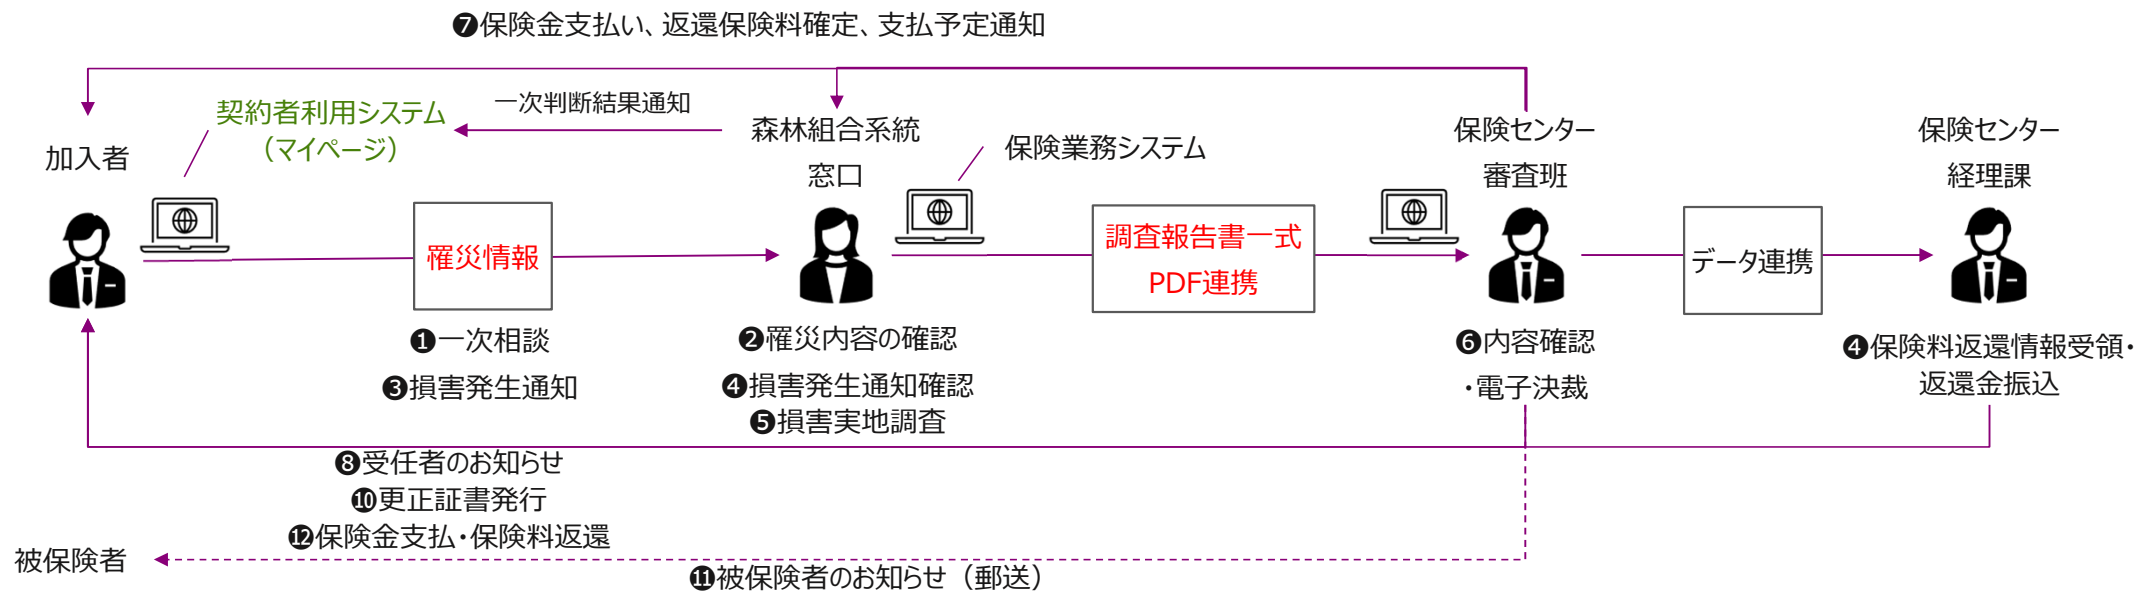 ❼保険金支払い、返還保険料確定、支払予定通知
契約者利用システム
（マイページ）
一次判断結果通知
加入者
森林組合系統
窓口
保険業務システム
保険センター
審査班
保険センター
経理課
罹災情報
調査報告書一式
PDF連携
データ連携
❶一次相談
❸損害発生通知
❷罹災内容の確認
❹損害発生通知確認
❺損害実地調査
❻内容確認
・電子決裁
❹保険料返還情報受領・
返還金振込
❽受任者のお知らせ
❿更正証書発行
⓬保険金支払・保険料返還
被保険者
⓫被保険者のお知らせ（郵送）